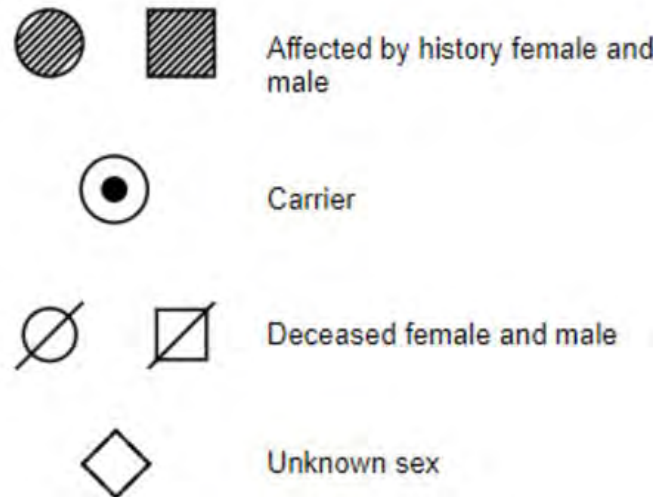 Affected by history female and
male
Carrier
Deceased female and male
Unknown sex